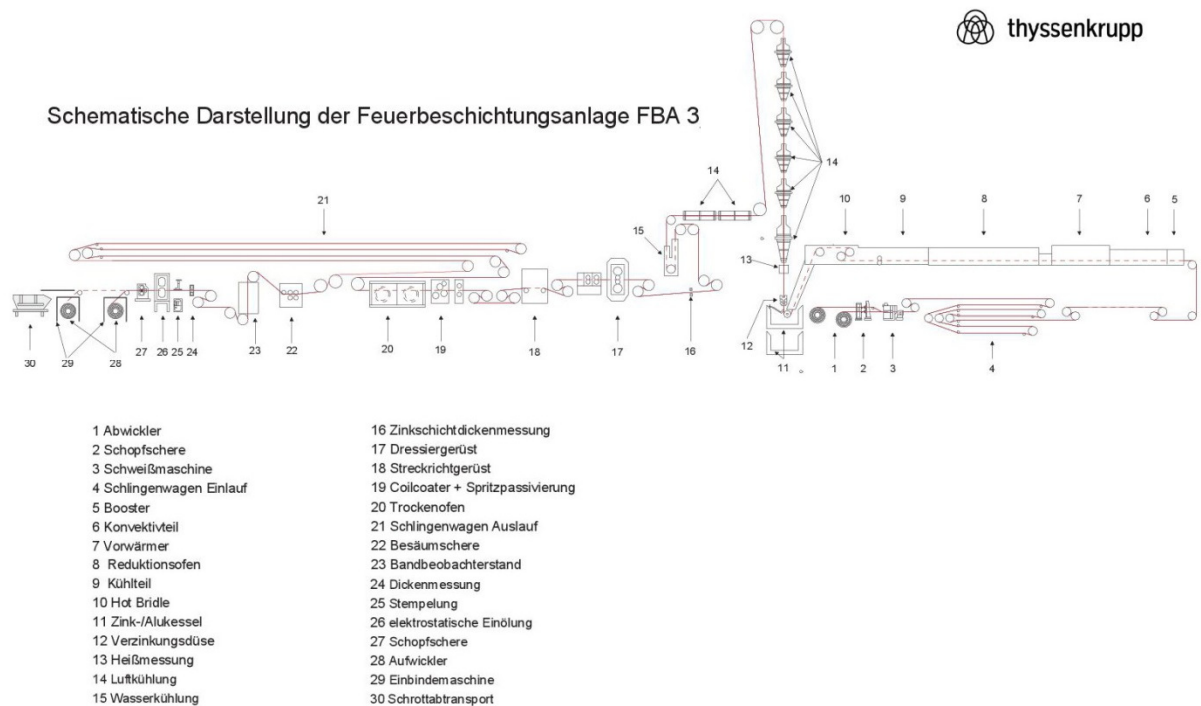 thyssenkrupp
Schematische Darstellung der Feuerbeschichtungsanlage FBA 3
14
14
21
15
13
10
9
8
7
6
5
30
29
28
27
26
25
24
23
22
20
19
18
17
16
12
11
1
2
3
4
1 Abwickler
2 Schopfschere
3 Schweißmaschine
4 Schlingenwagen Einlauf
5 Booster
6 Konvektivteil
7 Vorwärmer
8 Reduktionsofen
9 Kühlteil
10 Hot Bridle
11 Zink-/Alukessel
12 Verzinkungsdüse
13 Heißmessung
14 Luftkühlung
15 Wasserkühlung
16 Zinkschichtdickenmessung
17 Dressiergerüst
18 Streckrichtgerüst
19 Coilcoater + Spritzpassivierung
20 Trockenofen
21 Schlingenwagen Auslauf
22 Besäumschere
23 Bandbeobachterstand
24 Dickenmessung
25 Stempelung
26 elektrostatische Einölung
27 Schopfschere
28 Aufwickler
29 Einbindemaschine
30 Schrottabtransport